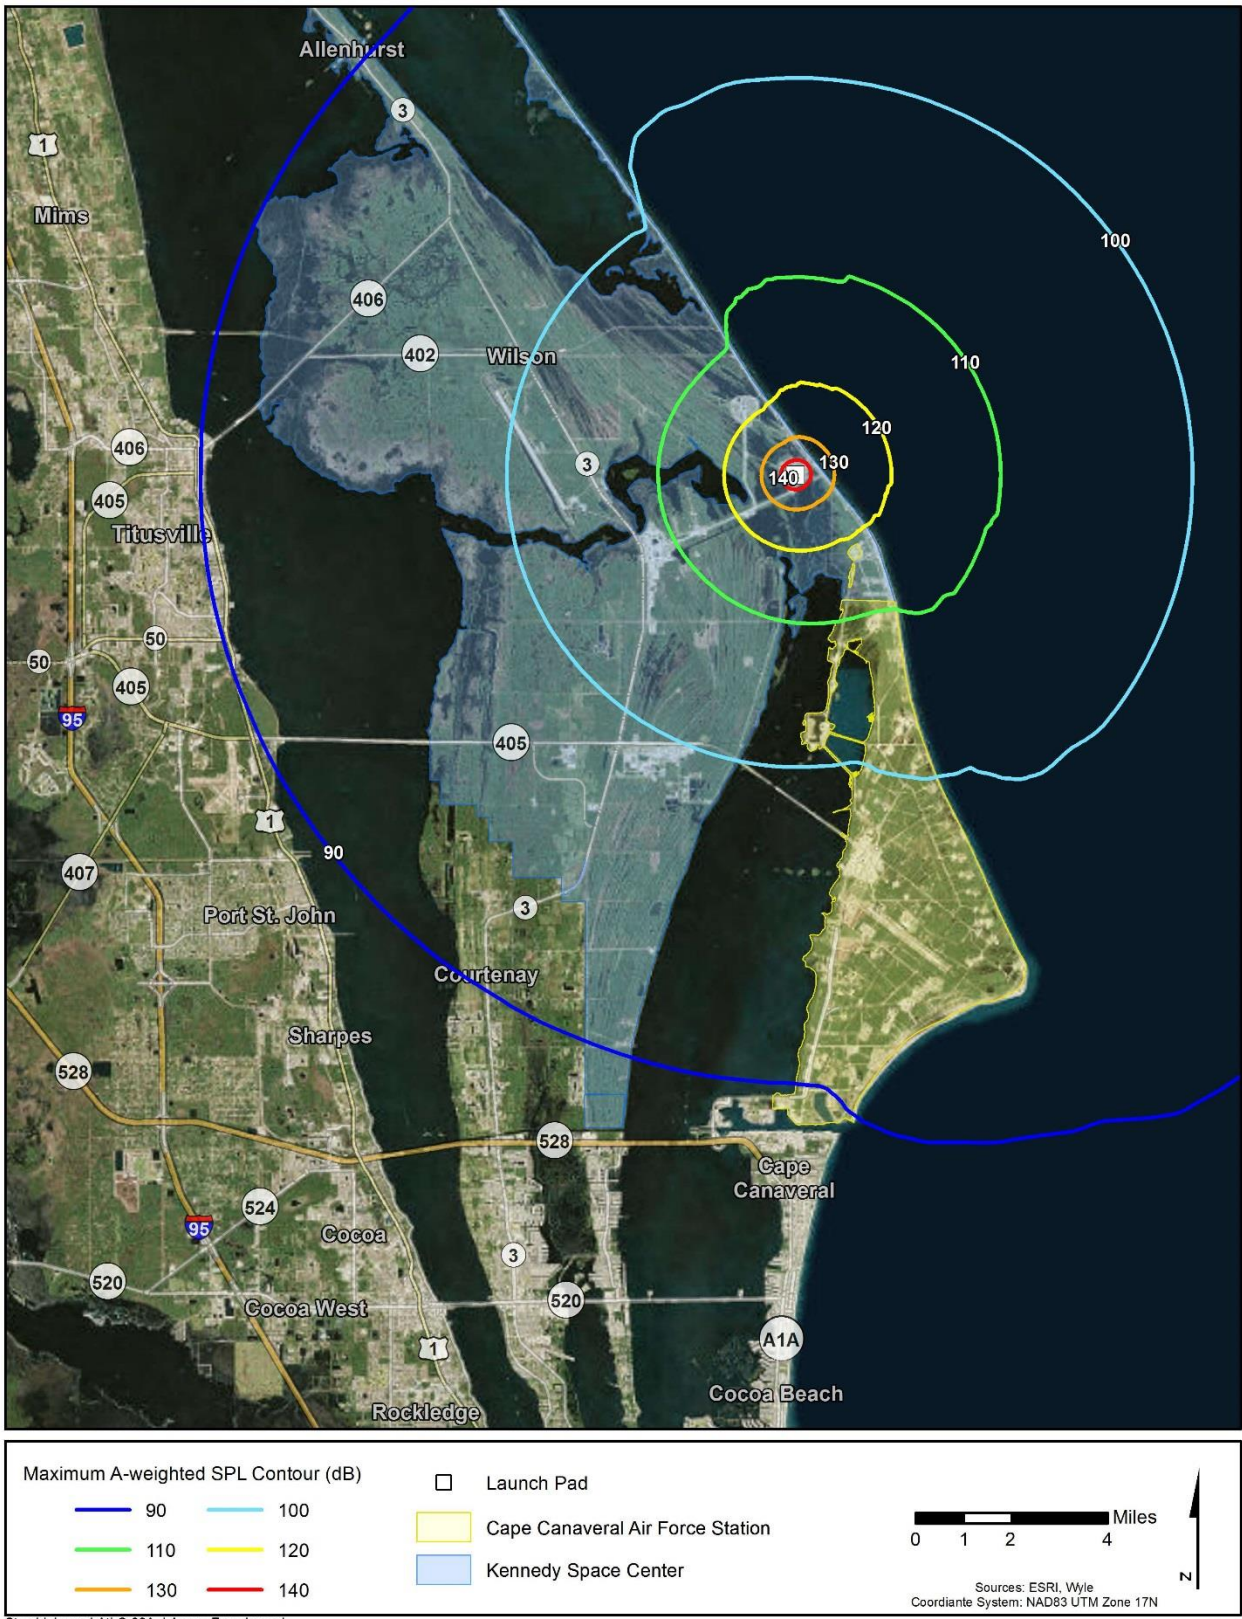 Allenhurst
3
1
Mims
100
406
402
Wilson
110
120
406
3
130
140
405
Titusville
50
50
405
95
405
1
90
407
3
Port St. John
Courtenay
Sharpes
528
528
Cape
Canaveral
524
95
Cocoa
3
520
520
Cocoa West
A1A
1
Cocoa Beach
Rockledge
Maximum A-weighted SPL Contour (dB)
90
100
110
120
130
140
Launch Pad
Cape Canaveral Air Force Station
Kennedy Space Center
Miles
0 1 2 4
N
Sources: ESRI, Wyle
Coordiante System: NAD83 UTM Zone 17N